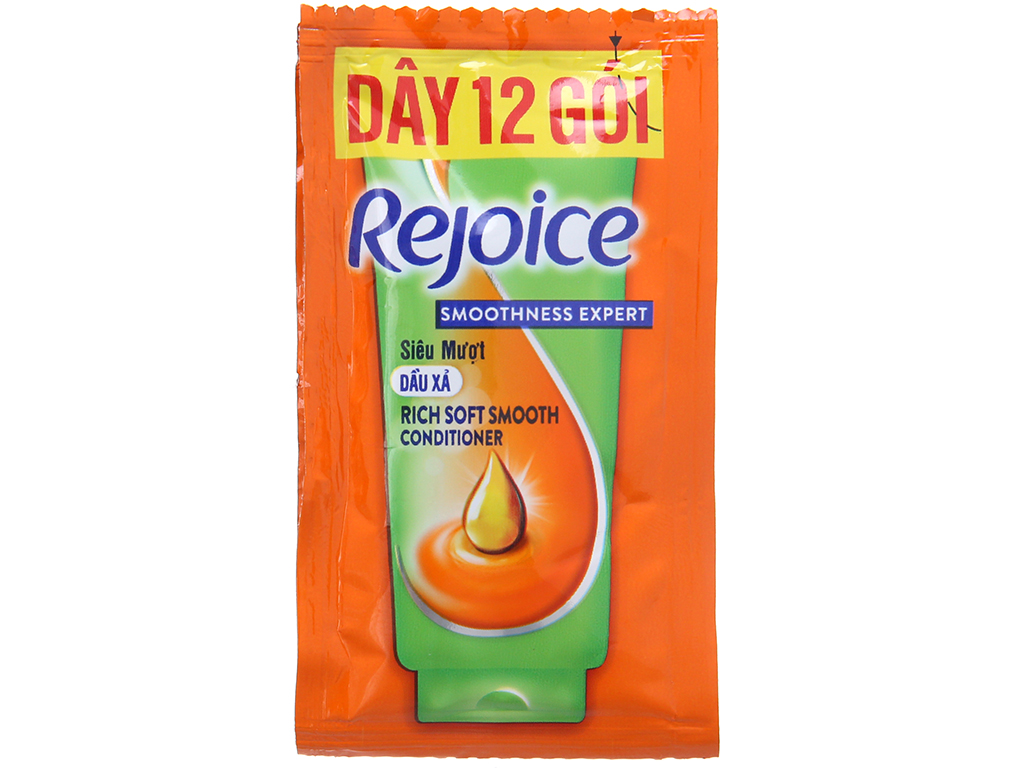 DÂY 12 GÓI
Rejoice
SMOOTHNESS EXPERT
Siêu Mượt
DẦU XẢ
RICH SOFT SMOOTH
CONDITIONER